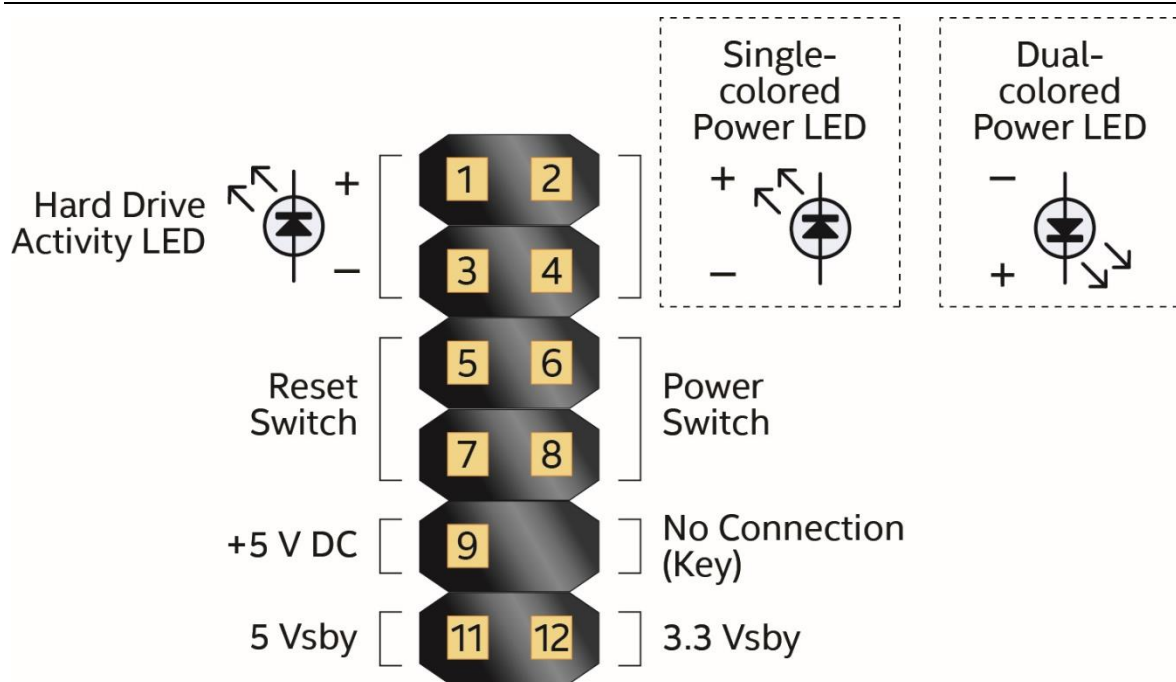 Single-
colored
Power LED
+
−
Dual-
colored
Power LED
−
+
Hard Drive
Activity LED
+
−
1 2
3 4
Reset
Switch
5 6
7 8
Power
Switch
+5 V DC
9
No Connection
(Key)
5 Vsby
11 12
3.3 Vsby